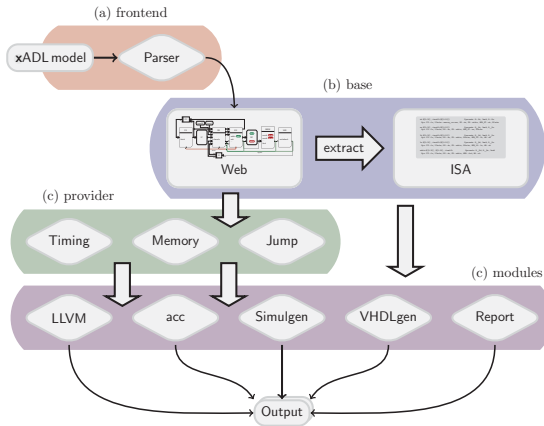 (a) frontend
xADL model
Parser
(b) base
Web
extract
ISA
(c) provider
Timing
Memory
Jump
(c) modules
LLVM
acc
Simulgen
VHDLgen
Report
Output